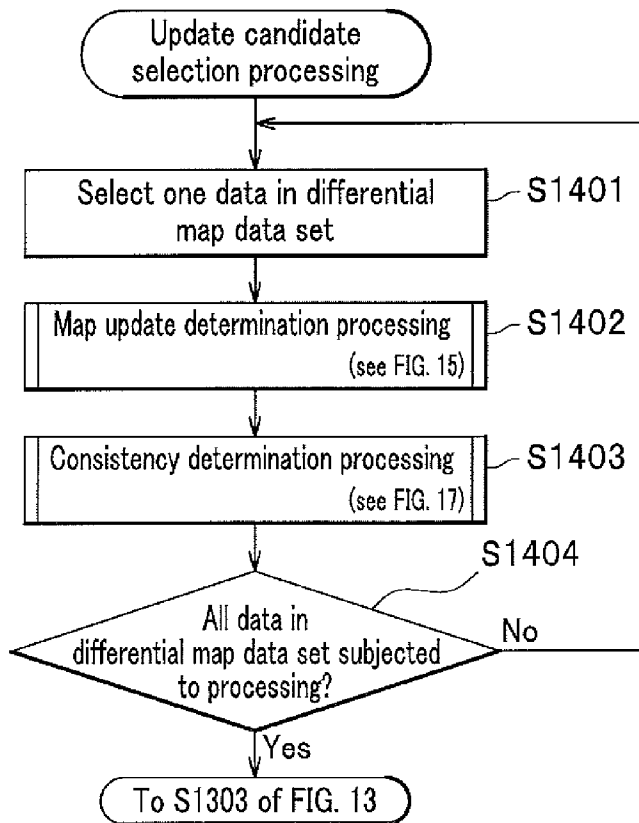 Update candidate
selection processing
Select one data in differential
map data set
S1401
Map update determination processing
(see FIG. 15)
S1402
Consistency determination processing
(see FIG. 17)
S1403
S1404
All data in
differential map data set subjected
to processing?
No
Yes
To S1303 of FIG. 13